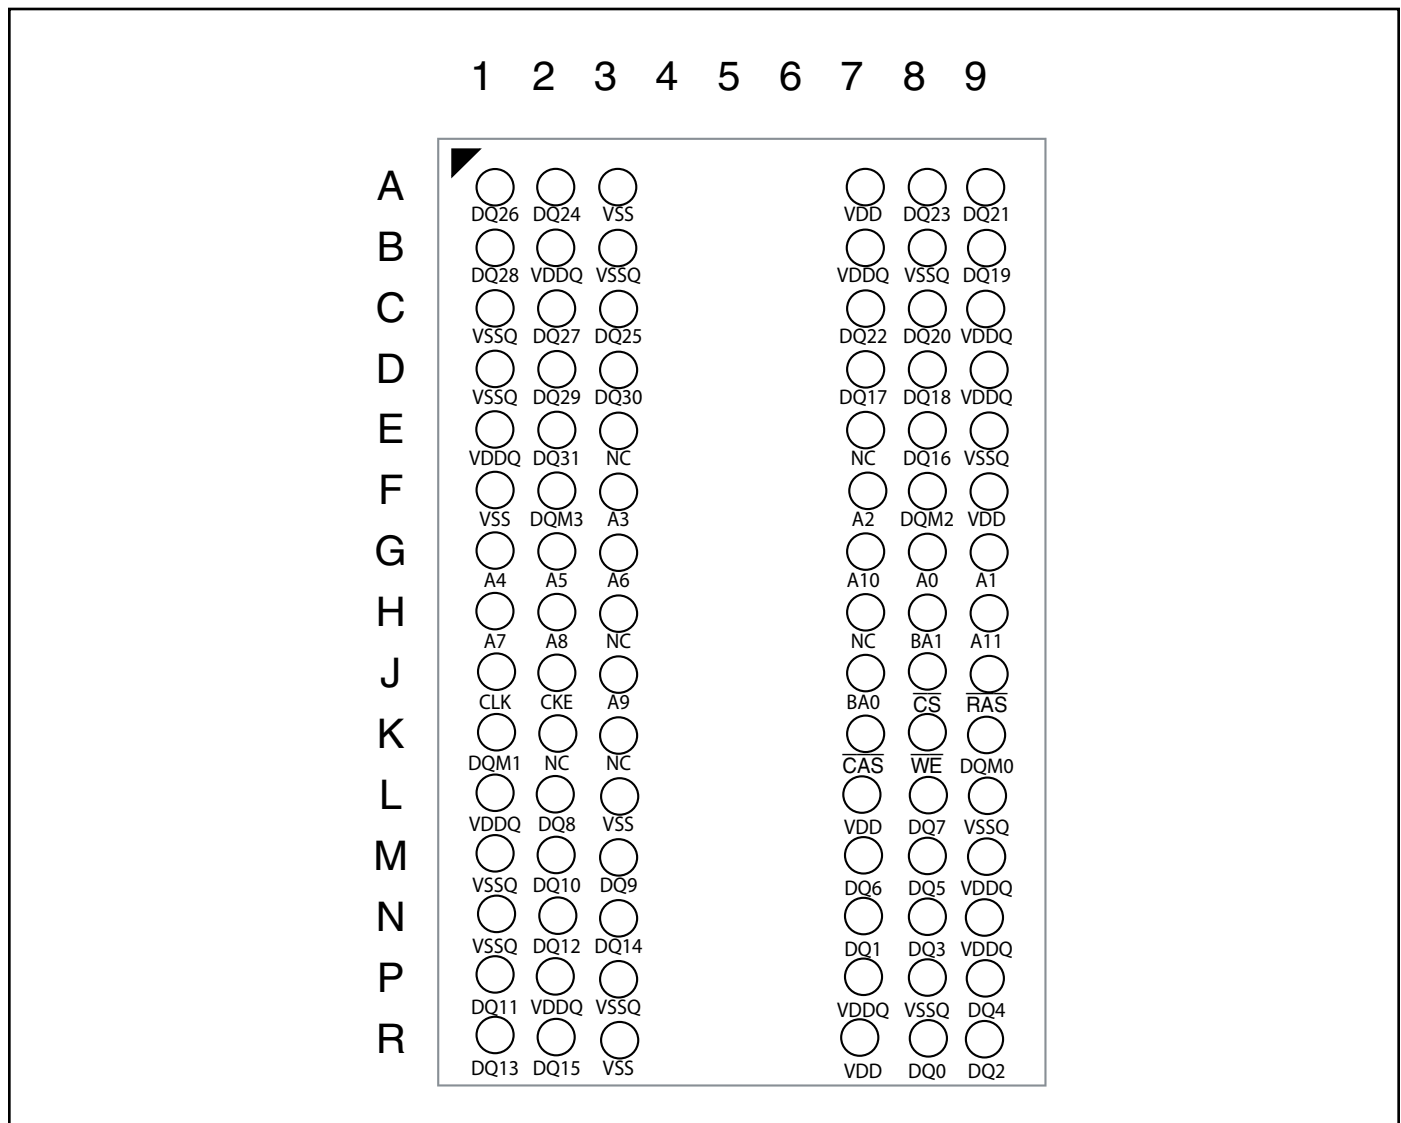 1 2 3 4 5 6 7 8 9
A
DQ26 DQ24 VSS VDD DQ23 DQ21
B
DQ28 VDDQ VSSQ VDDQ VSSQ DQ19
C
VSSQ DQ27 DQ25 DQ22 DQ20 VDDQ
D
VSSQ DQ29 DQ30 DQ17 DQ18 VDDQ
E
VDDQ DQ31 NC NC DQ16 VSSQ
F
VSS DQM3 A3 A2 DQM2 VDD
G
A4 A5 A6 A10 A0 A1
H
A7 A8 NC NC BA1 A11
J
CLK CKE A9 BA0 C̅S̅ R̅A̅S̅
K
DQM1 NC NC C̅A̅S̅ W̅E̅ DQM0
L
VDDQ DQ8 VSS VDD DQ7 VSSQ
M
VSSQ DQ10 DQ9 DQ6 DQ5 VDDQ
N
VSSQ DQ12 DQ14 DQ1 DQ3 VDDQ
P
DQ11 VDDQ VSSQ VDDQ VSSQ DQ4
R
DQ13 DQ15 VSS VDD DQ0 DQ2